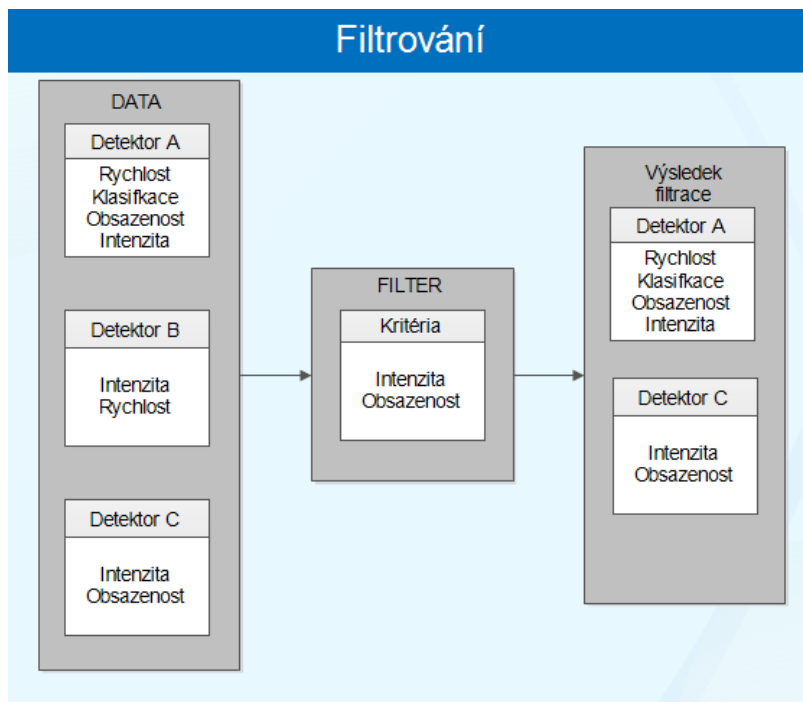 Filtrování
DATA
Detektor A
Rychlost
Klasifkace
Obsazenost
Intenzita
Detektor B
Intenzita
Rychlost
Detektor C
Intenzita
Obsazenost
FILTER
Kritéria
Intenzita
Obsazenost
Výsledek
filtrace
Detektor A
Rychlost
Klasifkace
Obsazenost
Intenzita
Detektor C
Intenzita
Obsazenost